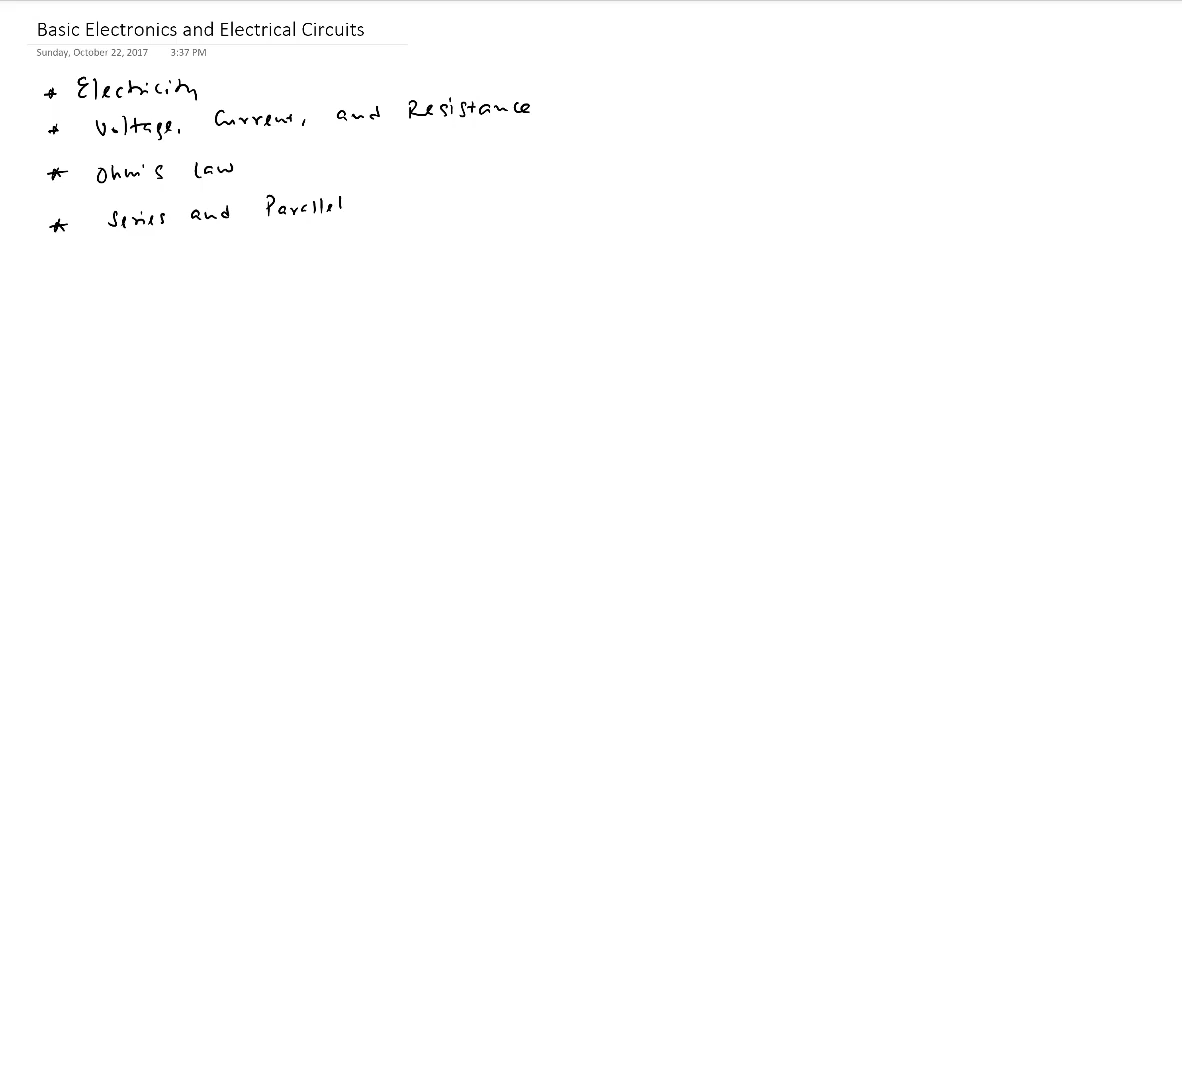 Basic Electronics and Electrical Circuits
Sunday, October 22, 2017 3:37 PM
* Electricity
* Voltage, Current, and Resistance
* Ohm's Law
* Series and Parallel